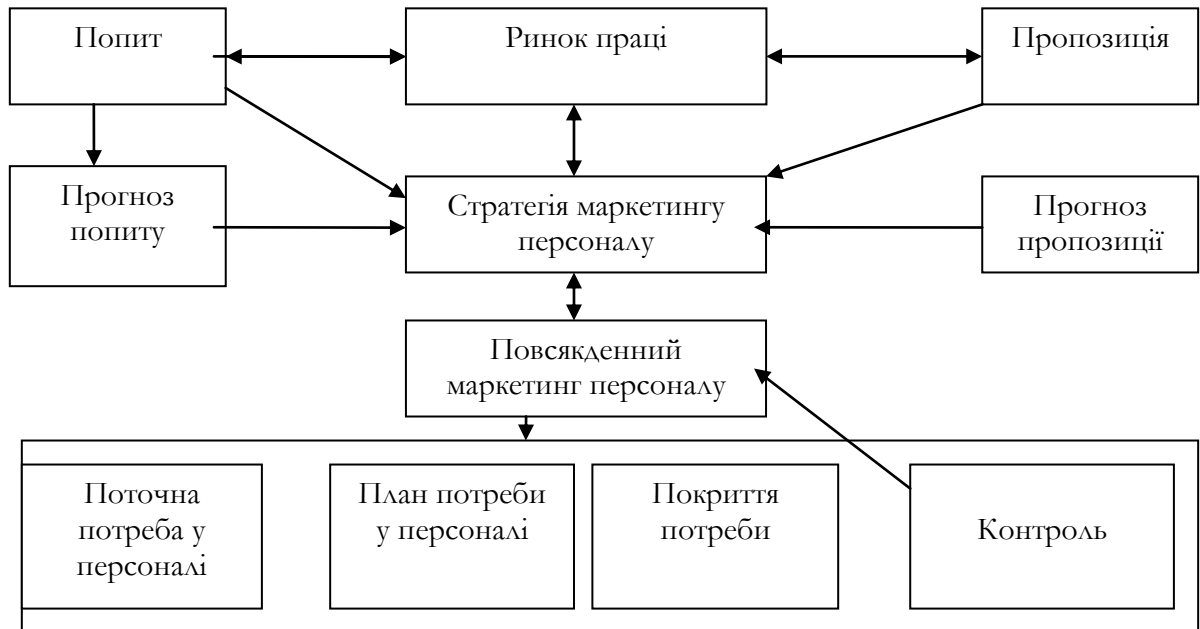 Попит
Ринок праці
Пропозиція
Прогноз
попиту
Стратегія маркетингу
персоналу
Прогноз
пропозиції
Повсякденний
маркетинг персоналу
Поточна
потреба у
персоналі
План потреби
у персоналі
Покриття
потреби
Контроль